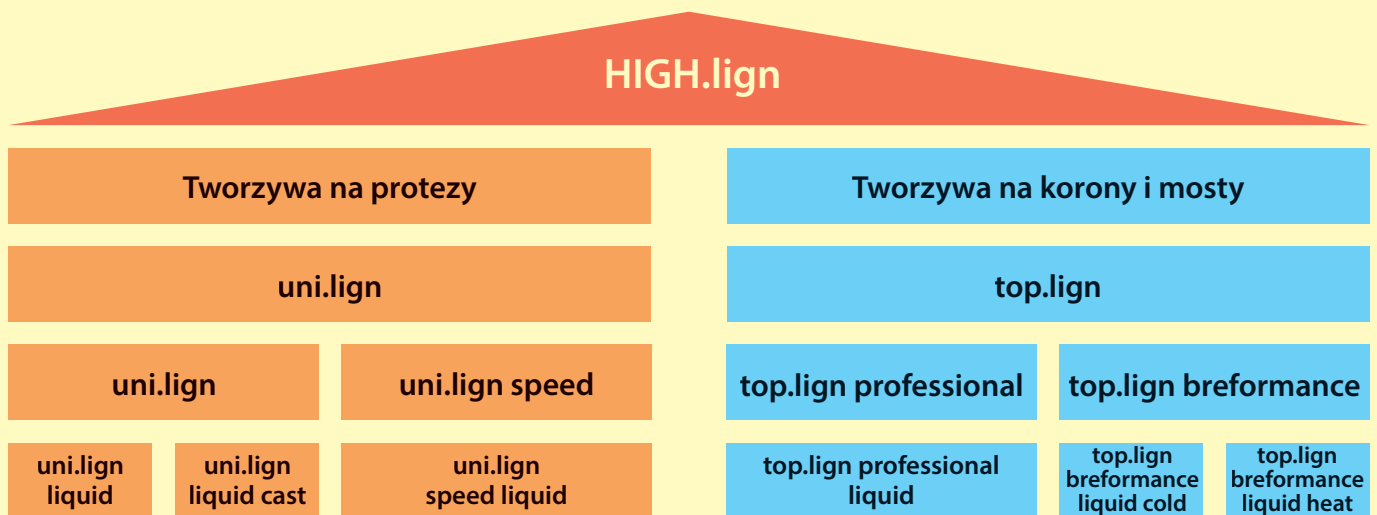 HIGH.lign
Tworzywa na protezy
Tworzywa na korony i mosty
uni.lign
top.lign
uni.lign
uni.lign speed
top.lign professional
top.lign breformance
uni.lign
liquid
uni.lign
liquid cast
uni.lign
speed liquid
top.lign professional
liquid
top.lign
breformance
liquid cold
top.lign
breformance
liquid heat